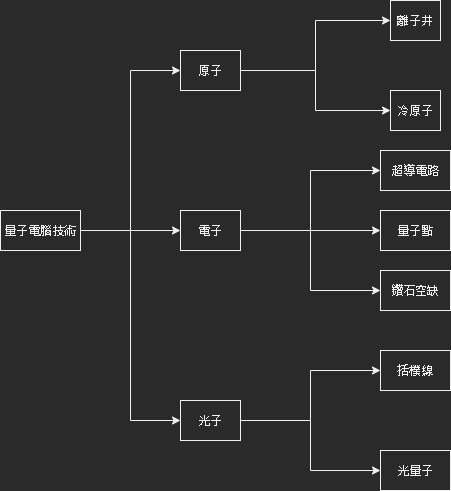 量子電腦技術
原子
離子井
冷原子
電子
超導電路
量子點
鑽石空缺
光子
括樸線
光量子